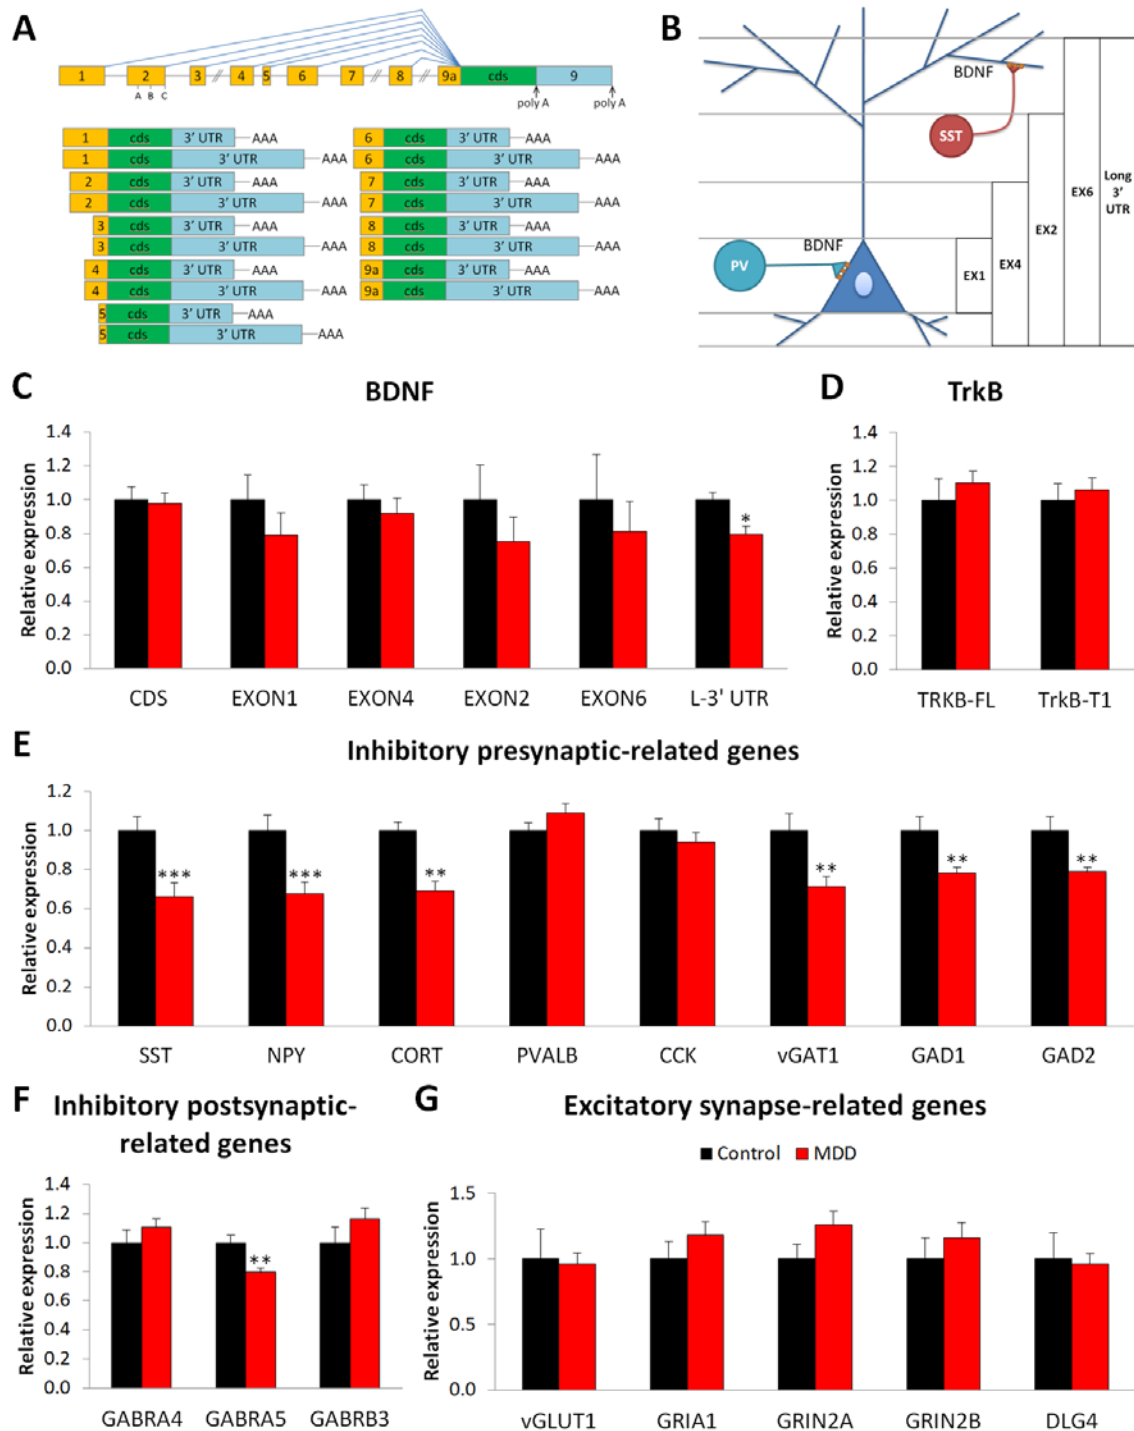 A
1 2 3 // 4 5 6 7 // 8 // 9a cds 9
A B C
poly A poly A
1 cds 3' UTR AAA
1 cds 3' UTR AAA
2 cds 3' UTR AAA
2 cds 3' UTR AAA
3 cds 3' UTR AAA
3 cds 3' UTR AAA
4 cds 3' UTR AAA
4 cds 3' UTR AAA
5 cds 3' UTR AAA
5 cds 3' UTR AAA
6 cds 3' UTR AAA
6 cds 3' UTR AAA
7 cds 3' UTR AAA
7 cds 3' UTR AAA
8 cds 3' UTR AAA
8 cds 3' UTR AAA
9a cds 3' UTR AAA
9a cds 3' UTR AAA
B
BDNF
SST
BDNF
PV
EX1
EX4
EX2
EX6
Long
3'
UTR
C
BDNF
Relative expression
1.4
1.2
1.0
0.8
0.6
0.4
0.2
0.0
*
CDS EXON1 EXON4 EXON2 EXON6 L-3' UTR
D
TrkB
Relative expression
1.4
1.2
1.0
0.8
0.6
0.4
0.2
0.0
TRKB-FL TrkB-T1
E
Inhibitory presynaptic-related genes
Relative expression
1.2
1.0
0.8
0.6
0.4
0.2
0.0
*** *** ** ** ** **
SST NPY CORT PVALB CCK vGAT1 GAD1 GAD2
F
Inhibitory postsynaptic-
related genes
Relative expression
1.4
1.2
1.0
0.8
0.6
0.4
0.2
0.0
**
GABRA4 GABRA5 GABRB3
G
Excitatory synapse-related genes
Control MDD
Relative expression
1.5
1.0
0.5
0.0
vGLUT1 GRIA1 GRIN2A GRIN2B DLG4